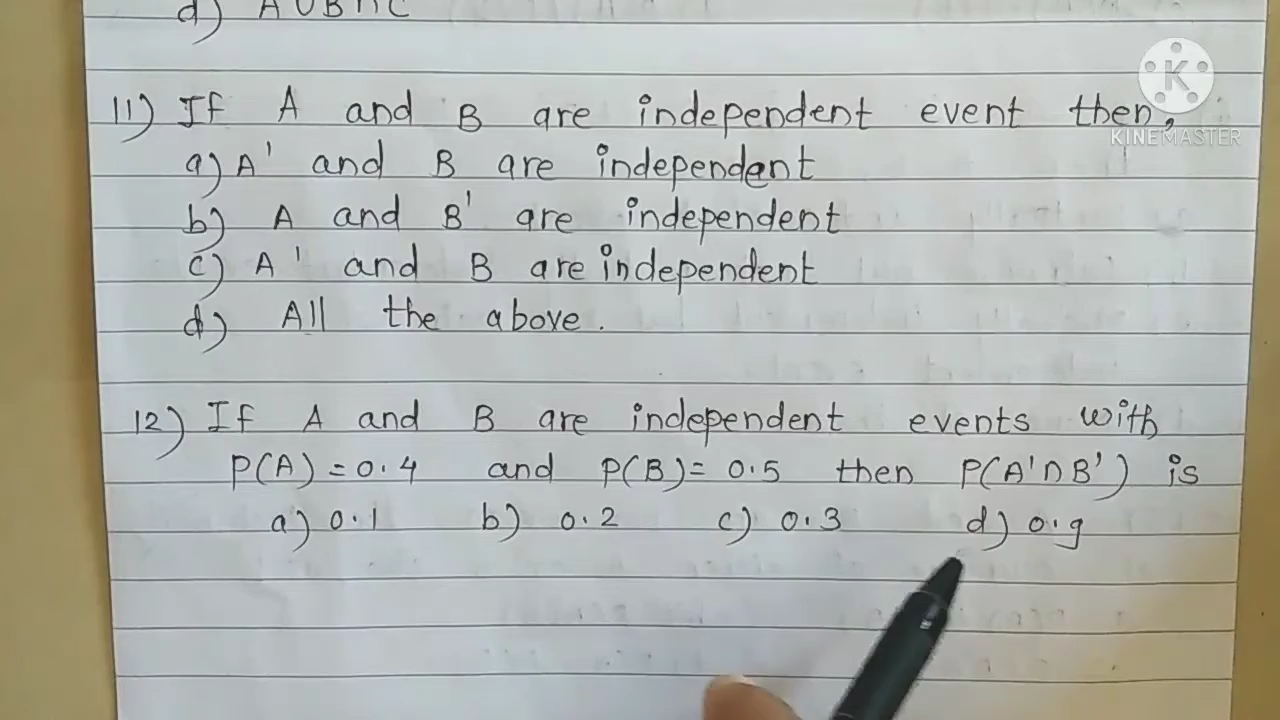 d) A ∪ B ∩ C
K
KINEMASTER
11) If A and B are independent event then,
a) A' and B are independent
b) A and B' are independent
c) A' and B are independent
d) All the above.
12) If A and B are independent events with
P(A) = 0.4 and P(B) = 0.5 then P(A'∩B') is
a) 0.1 b) 0.2 c) 0.3 d) 0.9